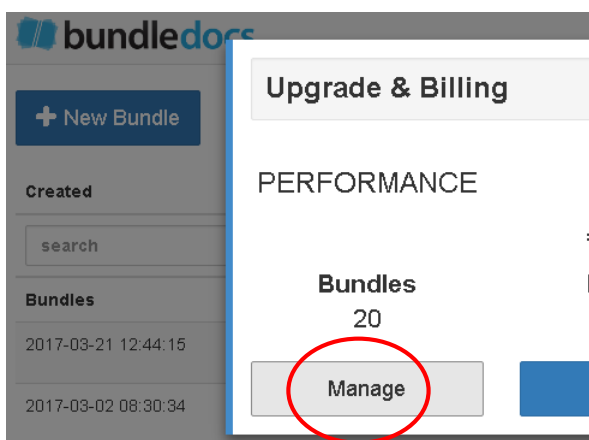 bundledocs
New Bundle
Created
search
Bundles
2017-03-21 12:44:15
2017-03-02 08:30:34
Upgrade & Billing
PERFORMANCE
Bundles
20
Manage